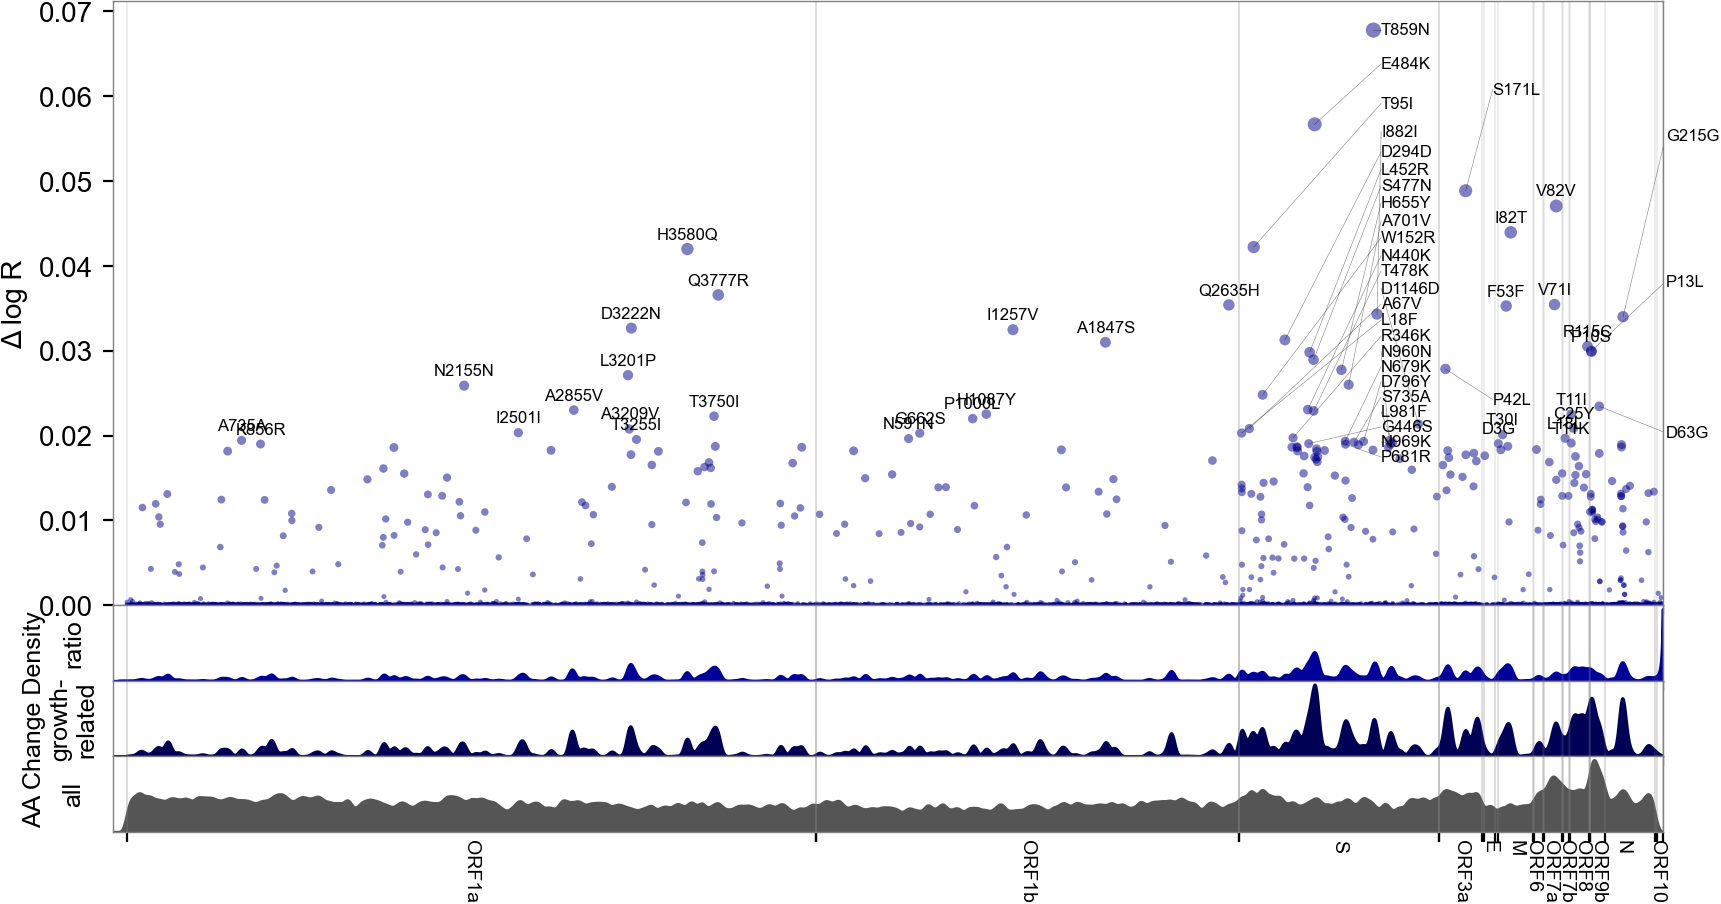 0.07
0.06
0.05
0.04
0.03
0.02
0.01
0.00
Δ log R
T859N
E484K
T95I
I882I
D294D
L452R
S477N
H655Y
A701V
W152R
N440K
T478K
D1146D
A67V
L18F
R346K
N960N
N679K
D796Y
S735A
L981F
G446S
N969K
P681R
S171L
G215G
V82V
I82T
P13L
F53F
V71I
P10S
P42L
T11I
T30I
C25Y
D3G
D63G
H3580Q
Q3777R
D3222N
L3201P
N2155N
A2855V
T3750I
A3209V
I2501I
T3255I
A735A
K856R
Q2635H
I1257V
A1847S
H1087Y
P1000L
G662S
N591N
AA Change Density
ratio
growth-
related
all
ORF1a
ORF1b
S
ORF3a
E
M
ORF6
ORF7a
ORF7b
ORF8
ORF9b
N
ORF10